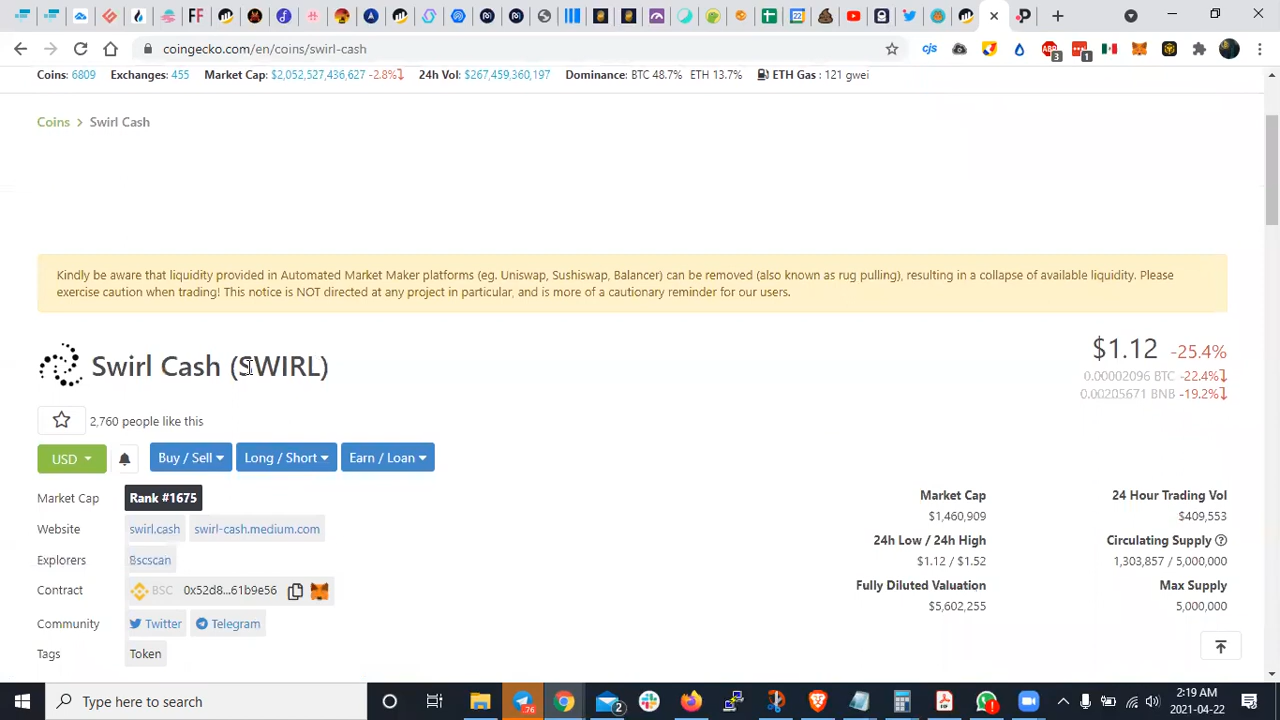 coingecko.com/en/coins/swirl-cash
Coins: 6809 Exchanges: 455 Market Cap: $2,052,527,436,627 -2.8% 24h Vol: $267,459,360,197 Dominance: BTC 48.7% ETH 13.7% ETH Gas : 121 gwei
Coins > Swirl Cash
Kindly be aware that liquidity provided in Automated Market Maker platforms (eg. Uniswap, Sushiswap, Balancer) can be removed (also known as rug pulling), resulting in a collapse of available liquidity. Please
exercise caution when trading! This notice is NOT directed at any project in particular, and is more of a cautionary reminder for our users.
Swirl Cash (SWIRL)
$1.12 -25.4%
0.00002096 BTC -22.4%
0.00205671 BNB -19.2%
2,760 people like this
USD Buy / Sell Long / Short Earn / Loan
Market Cap Rank #1675
Website swirl.cash swirl-cash.medium.com
Explorers Bscscan
Contract BSC 0x52d8...61b9e56
Community Twitter Telegram
Tags Token
Market Cap 24 Hour Trading Vol
$1,460,909 $409,553
24h Low / 24h High Circulating Supply
$1.12 / $1.52 1,303,857 / 5,000,000
Fully Diluted Valuation Max Supply
$5,602,255 5,000,000
Type here to search
2:19 AM
2021-04-22